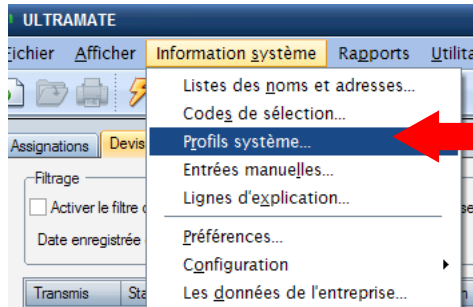 ULTRAMATE
Fichier Afficher Information système Rapports
Listes des noms et adresses...
Codes de sélection...
Assignations Devis Profils système...
Filtrage Entrées manuelles...
Activer le filtre Lignes d'explication...
Date enregistrée Préférences...
Configuration
Transmis Les données de l'entreprise...